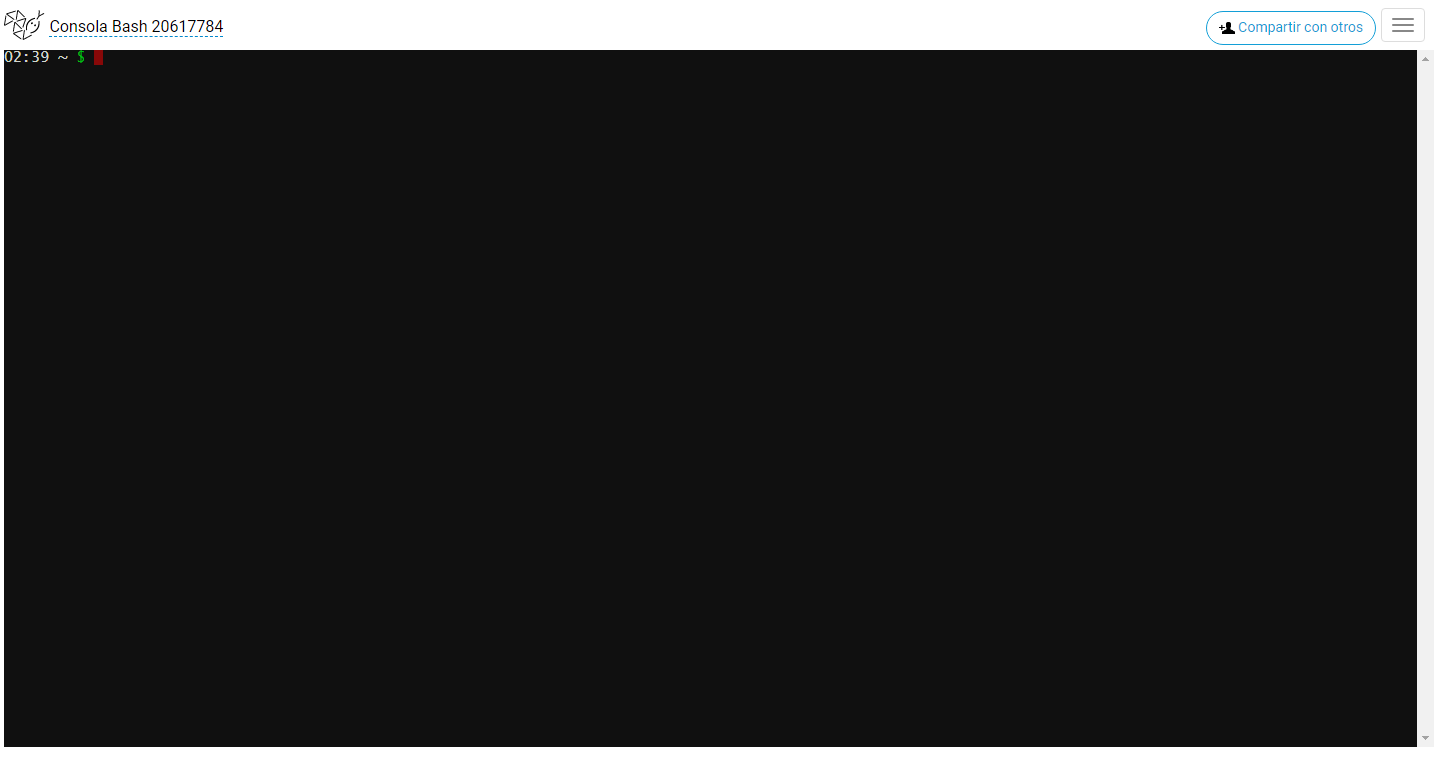 Consola Bash 20617784
Compartir con otros
02:39 ~ $